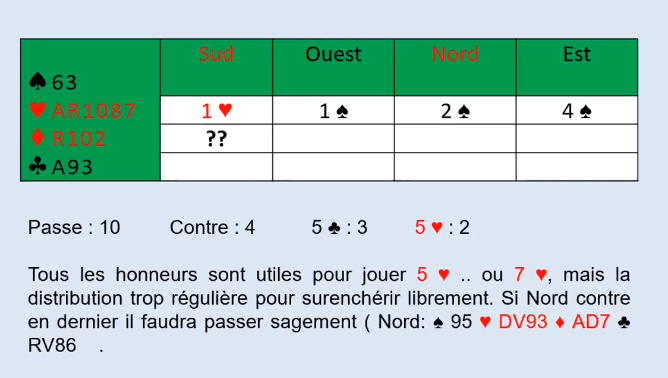 Sud Ouest Nord Est
♠ 63
♥ AR1087 1 ♥ 1 ♠ 2 ♠ 4 ♠
♦ R102 ??
♣ A93
Passe : 10 Contre : 4 5 ♣ : 3 5 ♥ : 2
Tous les honneurs sont utiles pour jouer 5 ♥ .. ou 7 ♥, mais la
distribution trop régulière pour surenchérir librement. Si Nord contre
en dernier il faudra passer sagement ( Nord: ♠ 95 ♥ DV93 ♦ AD7 ♣
RV86 .